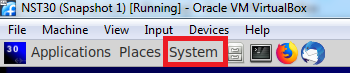 NST30 (Snapshot 1) [Running] - Oracle VM VirtualBox
File Machine View Input Devices Help
30 Applications Places System